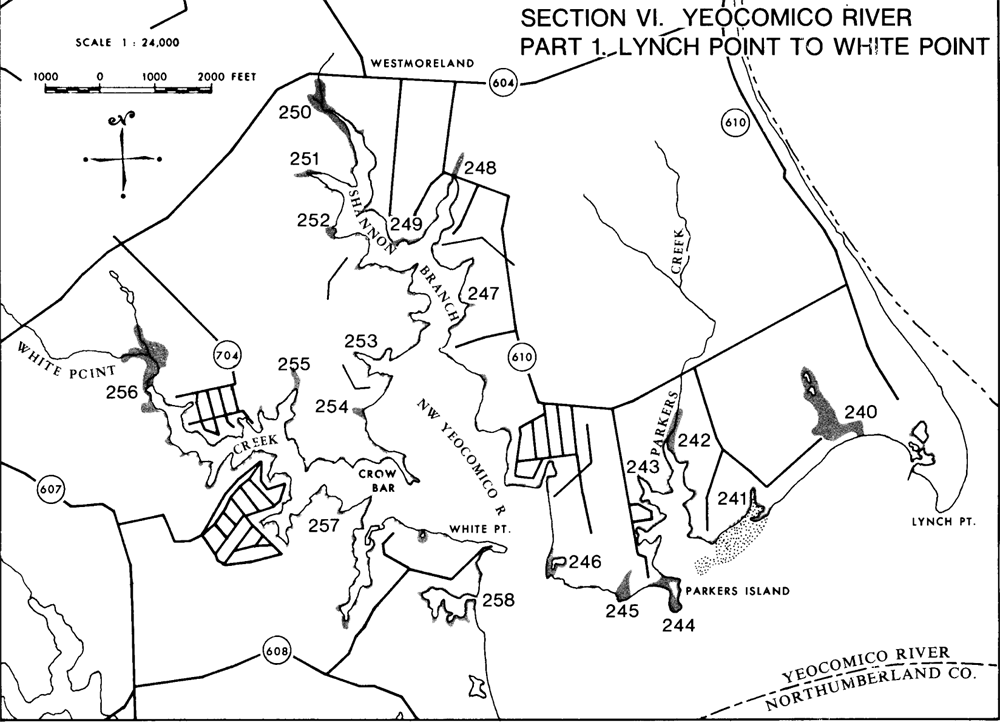 SECTION VI. YEOCOMICO RIVER
PART 1. LYNCH POINT TO WHITE POINT
SCALE 1 : 24,000
1000 0 1000 2000 FEET
N
WESTMORELAND
604
610
250
251
248
252
249
SHANNON
BRANCH
CREEK
247
253
610
704
WHITE POINT
255
256
254
NW YEOCOMICO R
PARKERS
240
242
CREEK
CROW
BAR
243
607
241
257
WHITE PT.
LYNCH PT.
246
PARKERS ISLAND
258
245
244
608
YEOCOMICO RIVER
NORTHUMBERLAND CO.